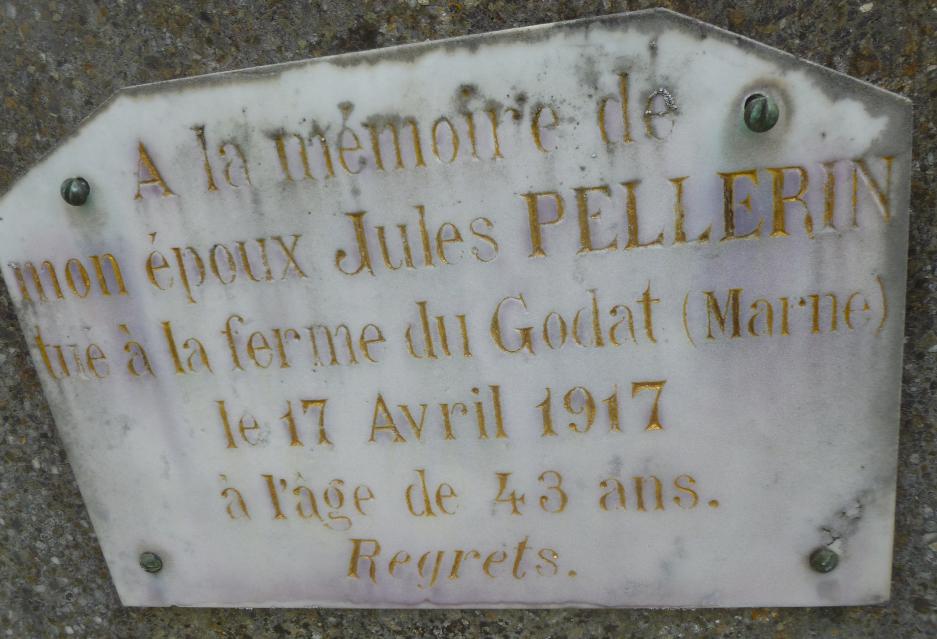 A la mémoire de
mon époux Jules PELLERIN
tué à la ferme du Godat (Marne)
le 17 Avril 1917
à l'âge de 43 ans.
Regrets.